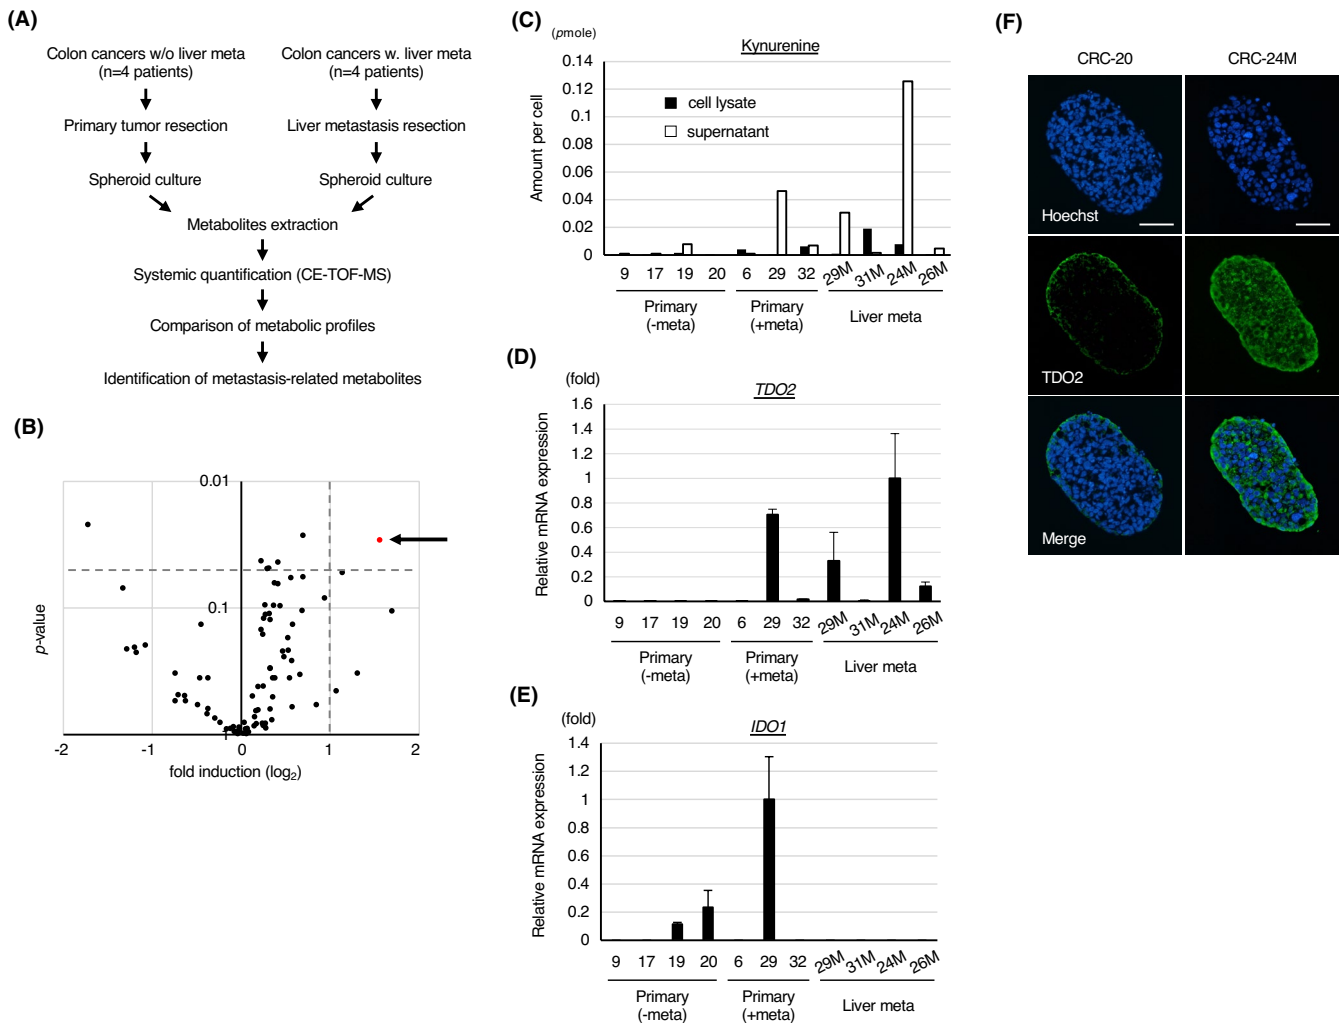 (A)
Colon cancers w/o liver meta
(n=4 patients)
Colon cancers w. liver meta
(n=4 patients)
Primary tumor resection
Liver metastasis resection
Spheroid culture
Spheroid culture
Metabolites extraction
Systemic quantification (CE-TOF-MS)
Comparison of metabolic profiles
Identification of metastasis-related metabolites
(B)
0.01
0.1
1
p-value
-2
-1
0
1
2
fold induction (log2)
(C)
(pmole)
Kynurenine
0.14
0.12
0.1
0.08
0.06
0.04
0.02
0
Amount per cell
cell lysate
supernatant
9 17 19 20 6 29 32 29M 31M 24M 26M
Primary
(-meta)
Primary
(+meta)
Liver meta
(D)
(fold)
TDO2
1.6
1.4
1.2
1
0.8
0.6
0.4
0.2
0
Relative mRNA expression
9 17 19 20 6 29 32 29M 31M 24M 26M
Primary
(-meta)
Primary
(+meta)
Liver meta
(E)
(fold)
IDO1
1.4
1.2
1
0.8
0.6
0.4
0.2
0
Relative mRNA expression
9 17 19 20 6 29 32 29M 31M 24M 26M
Primary
(-meta)
Primary
(+meta)
Liver meta
(F)
CRC-20
CRC-24M
Hoechst
TDO2
Merge